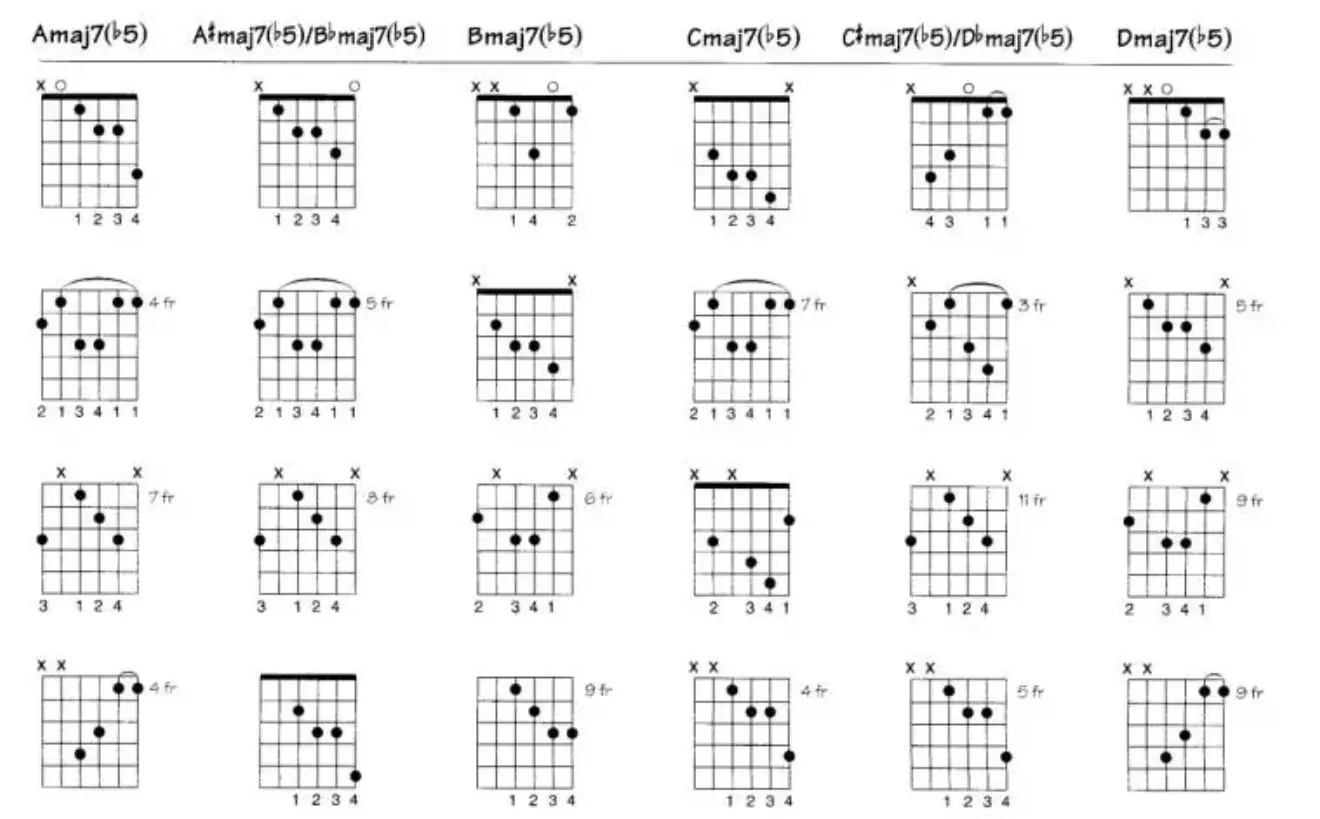 Amaj7(♭5) A♯maj7(♭5)/B♭maj7(♭5) Bmaj7(♭5) Cmaj7(♭5) C♯maj7(♭5)/D♭maj7(♭5) Dmaj7(♭5)
x o x o x x o x x x o x x o
1 2 3 4 1 2 3 4 1 4 2 1 2 3 4 4 3 1 1 1 3 3
x x x x x
4 fr 5 fr 7 fr 3 fr 5 fr
2 1 3 4 1 1 2 1 3 4 1 1 1 2 3 4 2 1 3 4 1 1 2 1 3 4 1 1 2 3 4
x x x x x x x x x x x x
7 fr 8 fr 6 fr 11 fr 9 fr
3 1 2 4 3 1 2 4 2 3 4 1 2 3 4 1 3 1 2 4 2 3 4 1
x x x x x x x x
4 fr 9 fr 4 fr 5 fr 9 fr
1 2 3 4 1 2 3 4 1 2 3 4 1 2 3 4